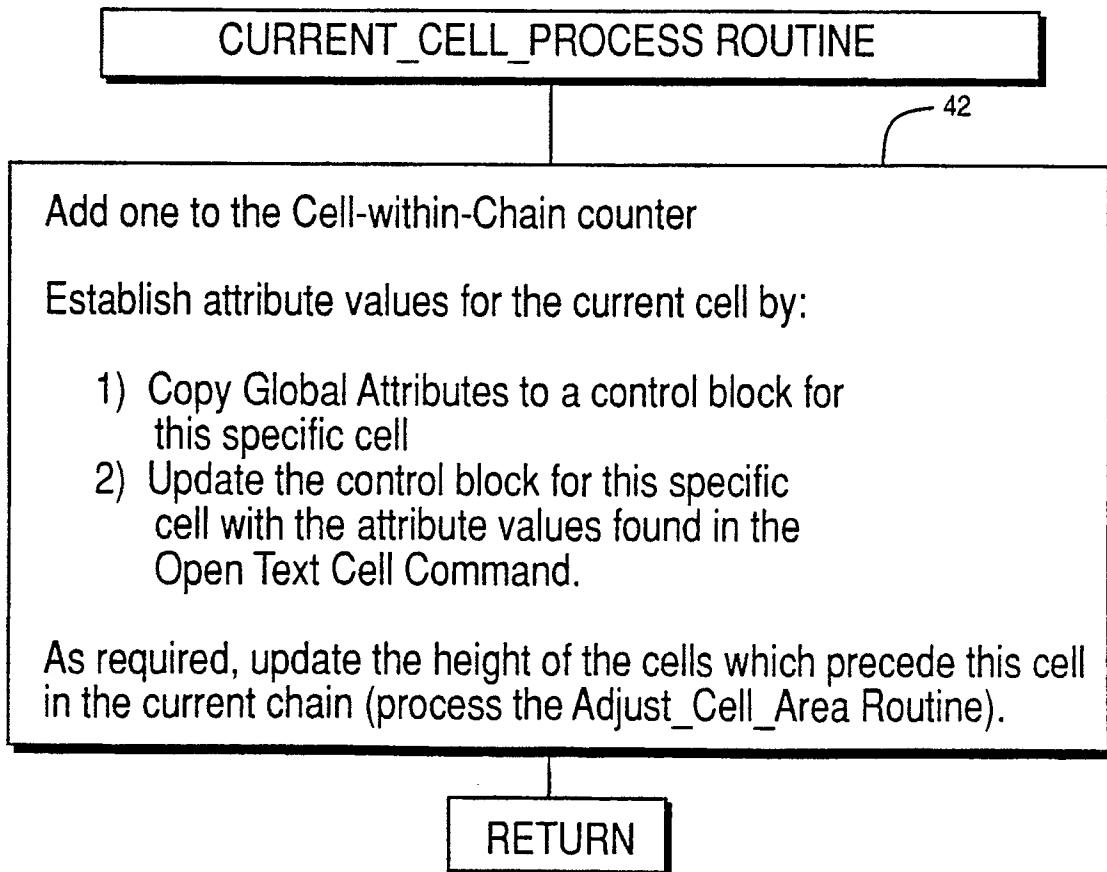 CURRENT_CELL_PROCESS ROUTINE
42
Add one to the Cell-within-Chain counter
Establish attribute values for the current cell by:
1) Copy Global Attributes to a control block for
this specific cell
2) Update the control block for this specific
cell with the attribute values found in the
Open Text Cell Command.
As required, update the height of the cells which precede this cell
in the current chain (process the Adjust_Cell_Area Routine).
RETURN